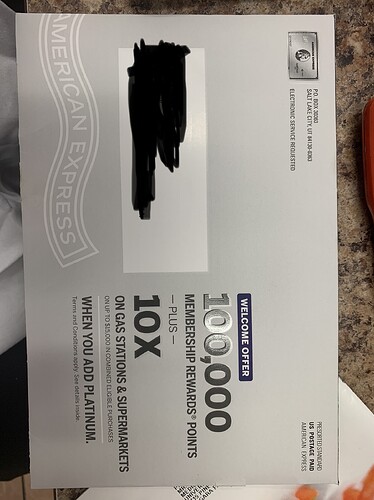 P.O. BOX 30383
SALT LAKE CITY, UT 84130-0383
ELECTRONIC SERVICE REQUESTED
PRESORTED STANDARD
US POSTAGE PAID
AMERICAN EXPRESS
AMERICAN EXPRESS
WELCOME OFFER
100,000
MEMBERSHIP REWARDS® POINTS
— PLUS —
10X
ON GAS STATIONS & SUPERMARKETS
ON UP TO $15,000 IN COMBINED ELIGIBLE PURCHASES
WHEN YOU ADD PLATINUM.
Terms and Conditions apply. See details inside.